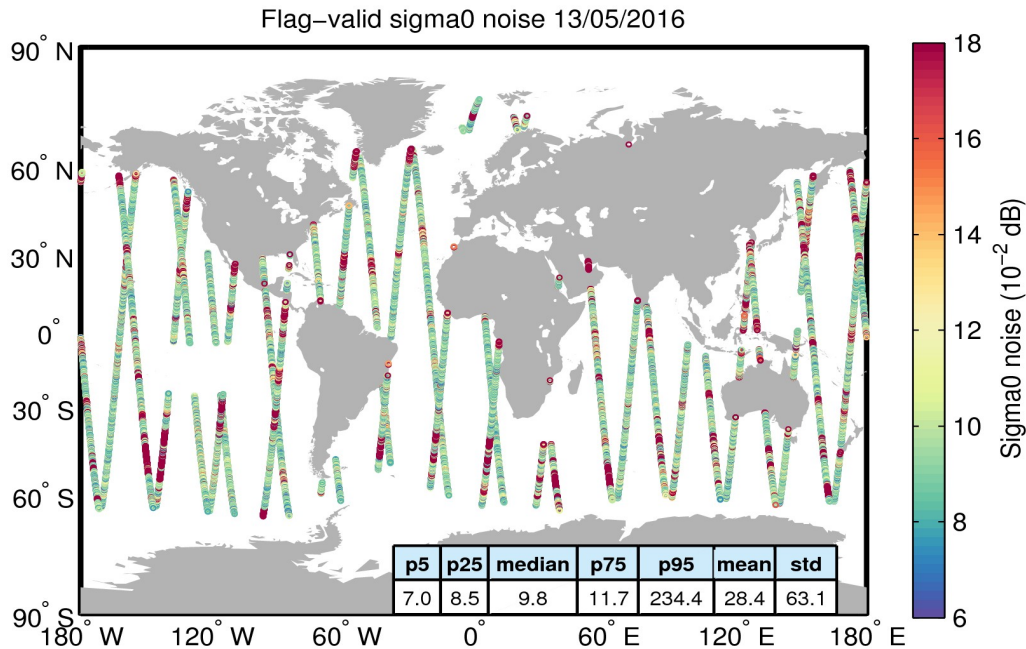 Flag−valid sigma0 noise 13/05/2016
90° N
60° N
30° N
0°
30° S
60° S
90° S
180° W
120° W
60° W
0°
60° E
120° E
180° E
p5 p25 median p75 p95 mean std
7.0 8.5 9.8 11.7 234.4 28.4 63.1
18
16
14
12
10
8
6
Sigma0 noise (10⁻² dB)